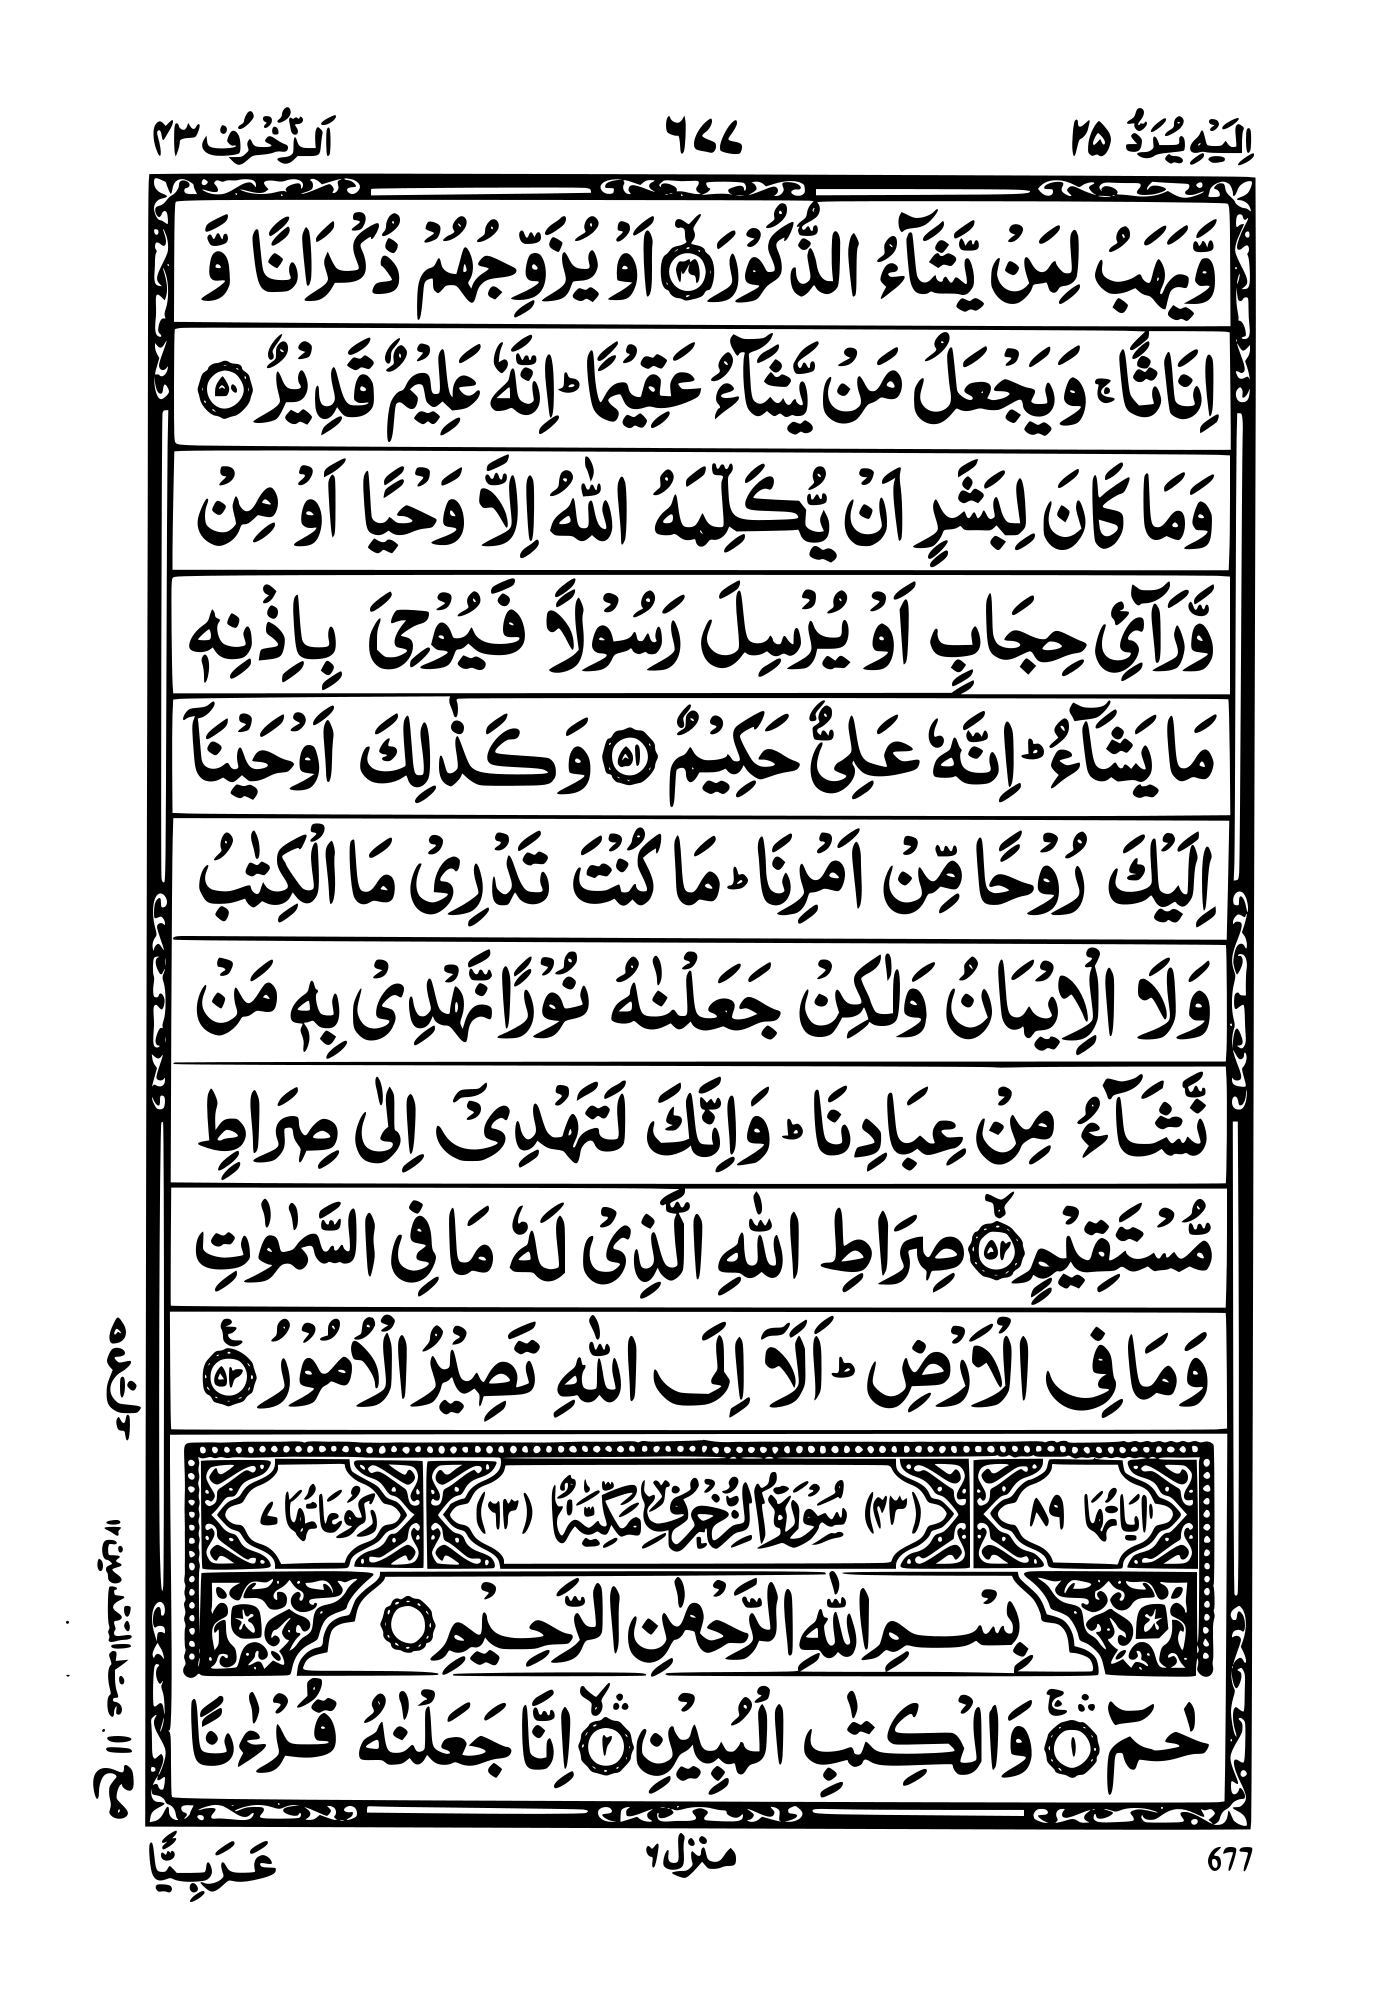 اِلَيْهِ يُرَدُّ ٢٥
٦٧٧
اَلزُّخْرُف ٤٣
وَّيَهَبُ لِمَنْ يَّشَآءُ الذُّكُوْرَ ۙ﴿٤٩﴾ اَوْ يُزَوِّجُهُمْ ذُكْرَانًا وَّ
اِنَاثًا ۚ وَيَجْعَلُ مَنْ يَّشَآءُ عَقِيْمًا ؕ اِنَّهٗ عَلِيْمٌ قَدِيْرٌ ﴿٥٠﴾
وَمَا كَانَ لِبَشَرٍ اَنْ يُّكَلِّمَهُ اللّٰهُ اِلَّا وَحْيًا اَوْ مِنْ
وَّرَآئِ حِجَابٍ اَوْ يُرْسِلَ رَسُوْلًا فَيُوْحِىَ بِاِذْنِهٖ
مَا يَشَآءُ ؕ اِنَّهٗ عَلِىٌّ حَكِيْمٌ ﴿٥١﴾ وَكَذٰلِكَ اَوْحَيْنَآ
اِلَيْكَ رُوْحًا مِّنْ اَمْرِنَا ؕ مَا كُنْتَ تَدْرِىْ مَا الْكِتٰبُ
وَلَا الْاِيْمَانُ وَلٰكِنْ جَعَلْنٰهُ نُوْرًا نَّهْدِىْ بِهٖ مَنْ
نَّشَآءُ مِنْ عِبَادِنَا ؕ وَاِنَّكَ لَتَهْدِىْٓ اِلٰى صِرَاطٍ
مُّسْتَقِيْمٍ ۙ﴿٥٢﴾ صِرَاطِ اللّٰهِ الَّذِىْ لَهٗ مَا فِى السَّمٰوٰتِ
وَمَا فِى الْاَرْضِ ؕ اَلَآ اِلَى اللّٰهِ تَصِيْرُ الْاُمُوْرُ ﴿٥٣﴾ ع
اٰيَاتُهَا ٨٩
(٤٣) سُوْرَةُ الزُّخْرُفِ مَكِّيَّةٌ (٦٣)
رُكُوْعَاتُهَا ٧
بِسْمِ اللّٰهِ الرَّحْمٰنِ الرَّحِيْمِ
حٰمٓ ۚ﴿١﴾ وَالْكِتٰبِ الْمُبِيْنِ ۙ﴿٢﴾ اِنَّا جَعَلْنٰهُ قُرْءٰنًا
عَرَبِيًّا
منزل ٦
677